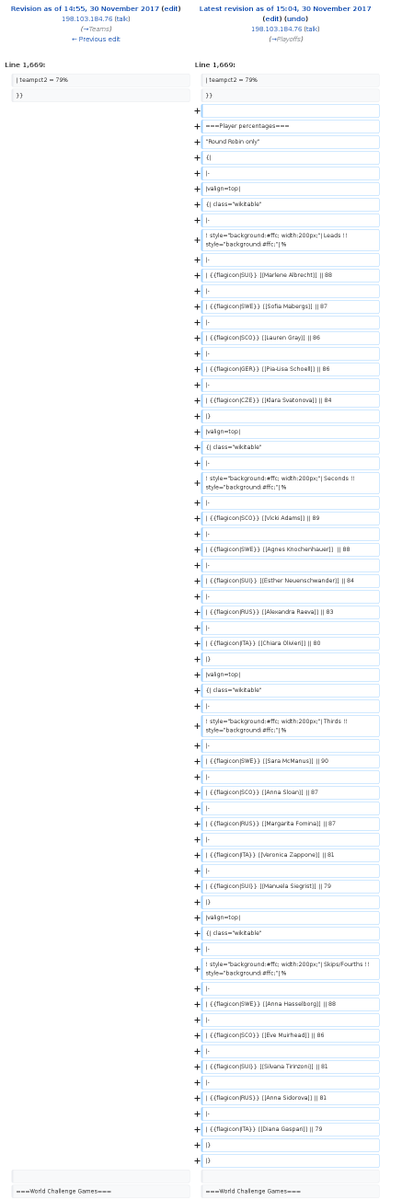 Revision as of 14:55, 30 November 2017 (edit)
198.103.184.76 (talk)
(→Teams)
← Previous edit
Latest revision as of 15:04, 30 November 2017
(edit) (undo)
198.103.184.76 (talk)
(→Playoffs)
Line 1,669:
Line 1,669:
| teampct2 = 79%
| teampct2 = 79%
}}
}}
+
+ ===Player percentages===
+ ''Round Robin only''
+ {|
+ |-
+ |valign=top|
+ {| class="wikitable"
+ |-
+ ! style="background:#ffc; width:200px;"| Leads !!
style="background:#ffc;"|%
+ |-
+ | {{flagicon|SUI}} [[Marlene Albrecht]] || 88
+ |-
+ | {{flagicon|SWE}} [[Sofia Mabergs]] || 87
+ |-
+ | {{flagicon|SCO}} [[Lauren Gray]] || 86
+ |-
+ | {{flagicon|GER}} [[Pia-Lisa Schoell]] || 86
+ |-
+ | {{flagicon|CZE}} [[Klara Svatonova]] || 84
+ |}
+ |valign=top|
+ {| class="wikitable"
+ |-
+ ! style="background:#ffc; width:200px;"| Seconds !!
style="background:#ffc;"|%
+ |-
+ | {{flagicon|SCO}} [[Vicki Adams]] || 89
+ |-
+ | {{flagicon|SWE}} [[Agnes Knochenhauer]] || 88
+ |-
+ | {{flagicon|SUI}} [[Esther Neuenschwander]] || 84
+ |-
+ | {{flagicon|RUS}} [[Alexandra Raeva]] || 83
+ |-
+ | {{flagicon|ITA}} [[Chiara Olivieri]] || 80
+ |}
+ |valign=top|
+ {| class="wikitable"
+ |-
+ ! style="background:#ffc; width:200px;"| Thirds !!
style="background:#ffc;"|%
+ |-
+ | {{flagicon|SWE}} [[Sara McManus]] || 90
+ |-
+ | {{flagicon|SCO}} [[Anna Sloan]] || 87
+ |-
+ | {{flagicon|RUS}} [[Margarita Fomina]] || 87
+ |-
+ | {{flagicon|ITA}} [[Veronica Zappone]] || 81
+ |-
+ | {{flagicon|SUI}} [[Manuela Siegrist]] || 79
+ |}
+ |valign=top|
+ {| class="wikitable"
+ |-
+ ! style="background:#ffc; width:200px;"| Skips/Fourths !!
style="background:#ffc;"|%
+ |-
+ | {{flagicon|SWE}} [[Anna Hasselborg]] || 88
+ |-
+ | {{flagicon|SCO}} [[Eve Muirhead]] || 86
+ |-
+ | {{flagicon|SUI}} [[Silvana Tirinzoni]] || 81
+ |-
+ | {{flagicon|RUS}} [[Anna Sidorova]] || 81
+ |-
+ | {{flagicon|ITA}} [[Diana Gaspari]] || 79
+ |}
+ |}
===World Challenge Games===
===World Challenge Games===